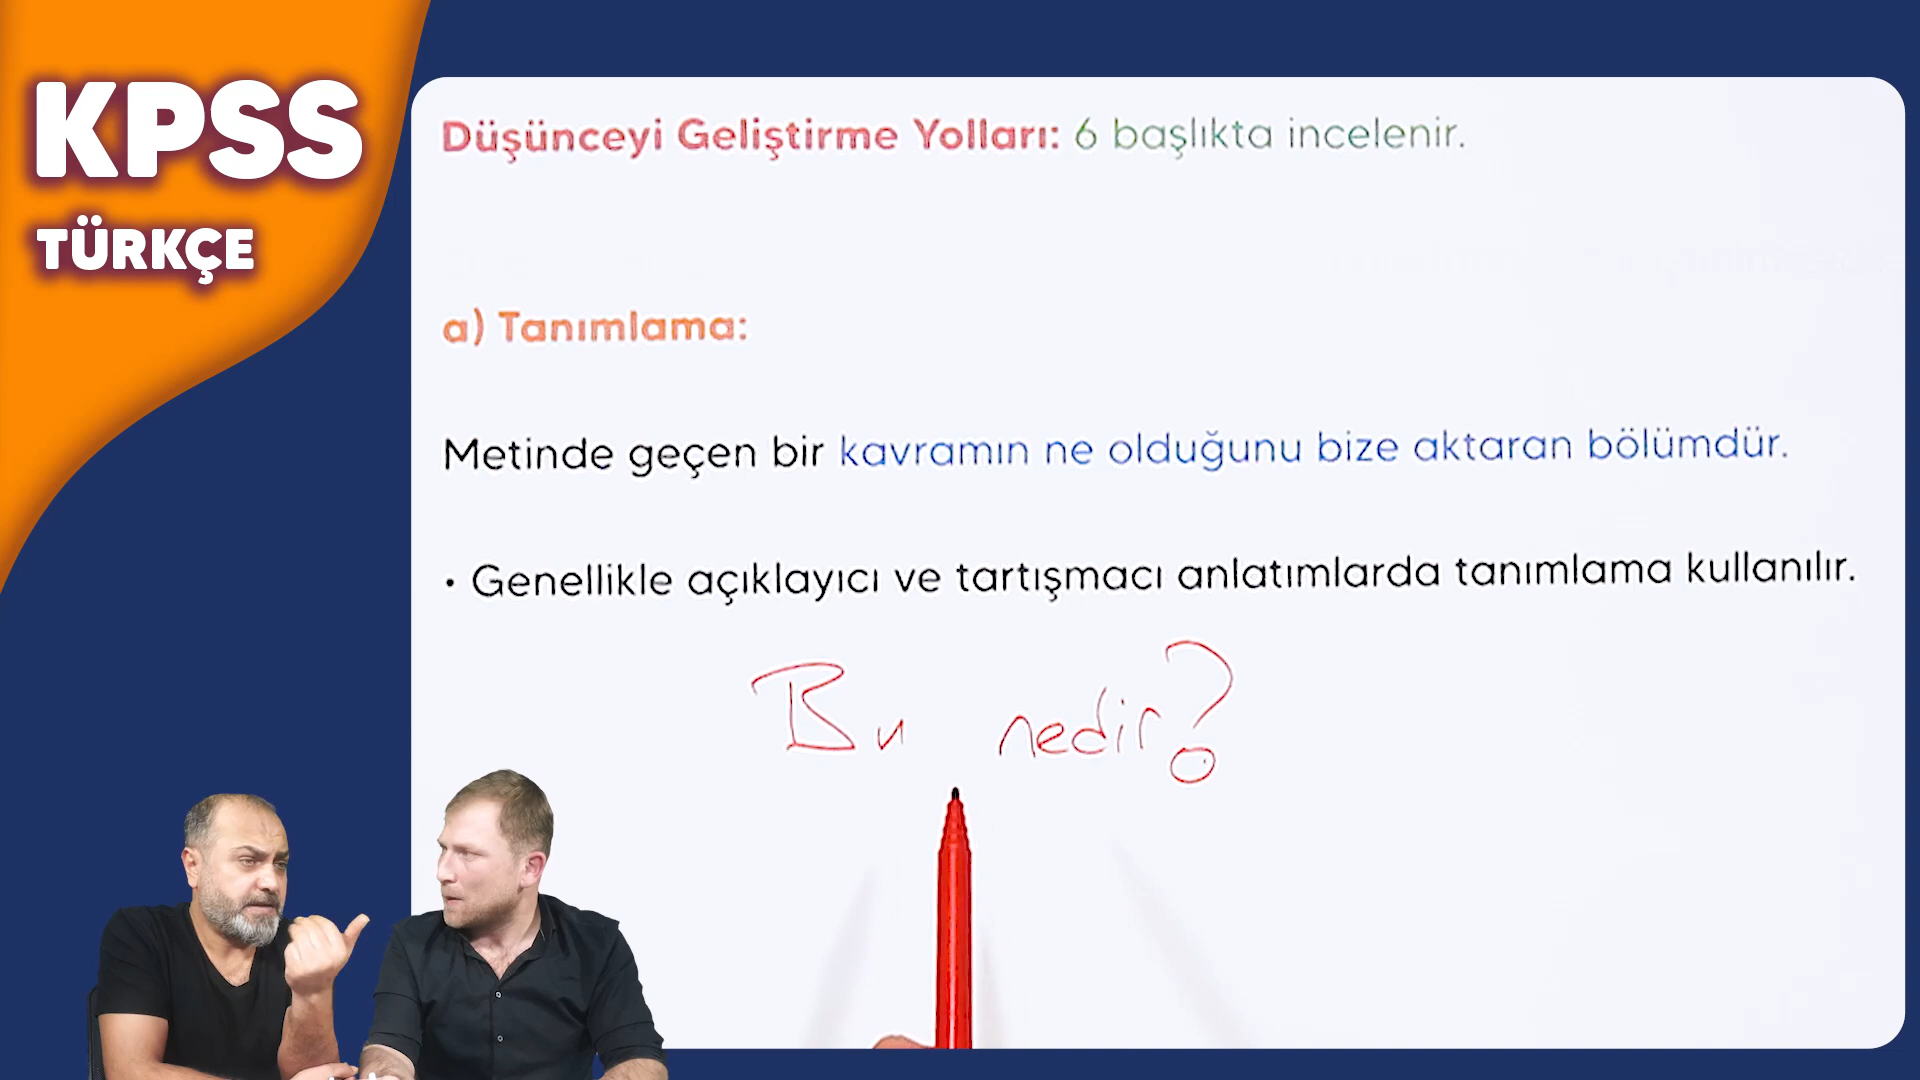 KPSS
TÜRKÇE
Düşünceyi Geliştirme Yolları: 6 başlıkta incelenir.
a) Tanımlama:
Metinde geçen bir kavramın ne olduğunu bize aktaran bölümdür.
• Genellikle açıklayıcı ve tartışmacı anlatımlarda tanımlama kullanılır.
Bu nedir?